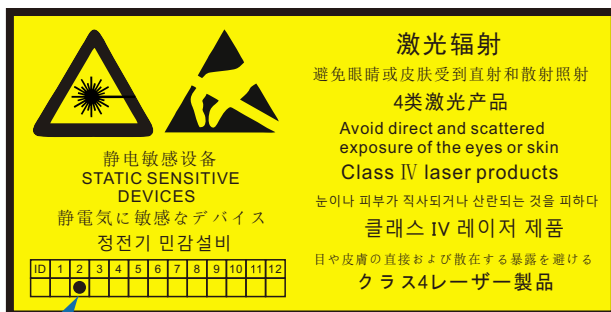 静电敏感设备
STATIC SENSITIVE
DEVICES
静電気に敏感なデバイス
정전기 민감설비
ID 1 2 3 4 5 6 7 8 9 10 11 12
激光辐射
避免眼睛或皮肤受到直射和散射照射
4类激光产品
Avoid direct and scattered
exposure of the eyes or skin
Class Ⅳ laser products
눈이나 피부가 직사되거나 산란되는 것을 피하다
클래스 IV 레이저 제품
目や皮膚の直接および散在する暴露を避ける
クラス4レーザー製品